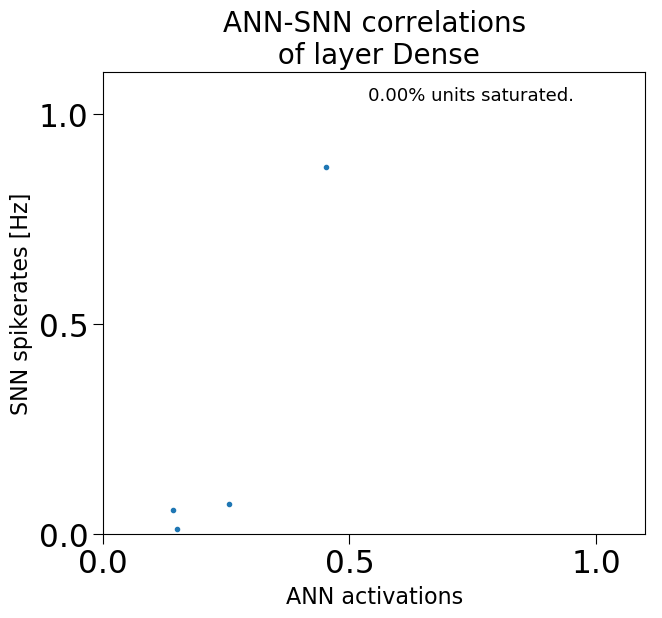 ANN-SNN correlations
of layer Dense
0.00% units saturated.
1.0
0.5
0.0
SNN spikerates [Hz]
0.0 0.5 1.0
ANN activations